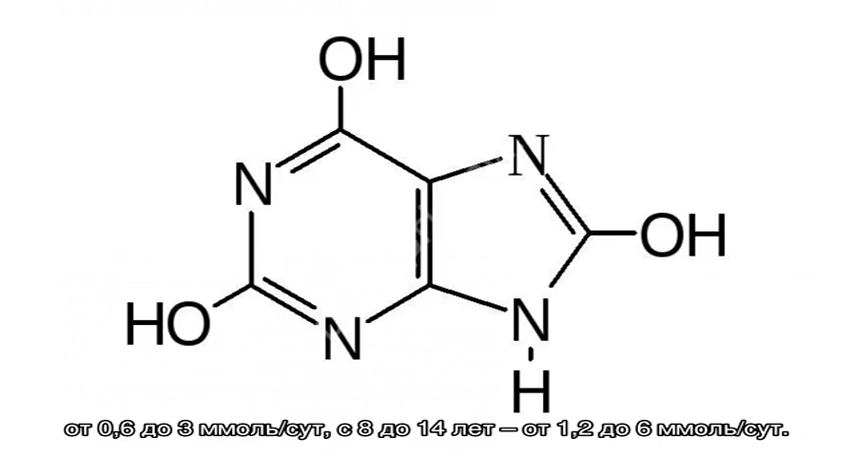 OH
N
N
OH
HO
N
N
H
от 0,6 до 3 ммоль/сут, с 8 до 14 лет – от 1,2 до 6 ммоль/сут.